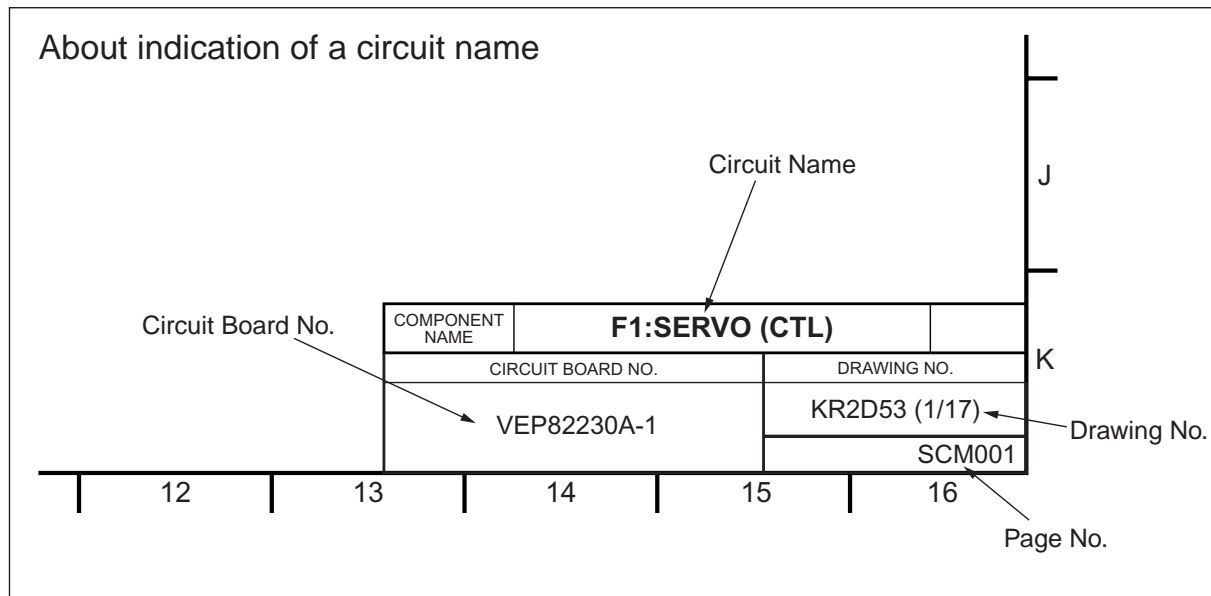 About indication of a circuit name
Circuit Name
J
Circuit Board No.
COMPONENT
NAME
F1:SERVO (CTL)
K
CIRCUIT BOARD NO.
DRAWING NO.
VEP82230A-1
KR2D53 (1/17)
Drawing No.
SCM001
12
13
14
15
16
Page No.